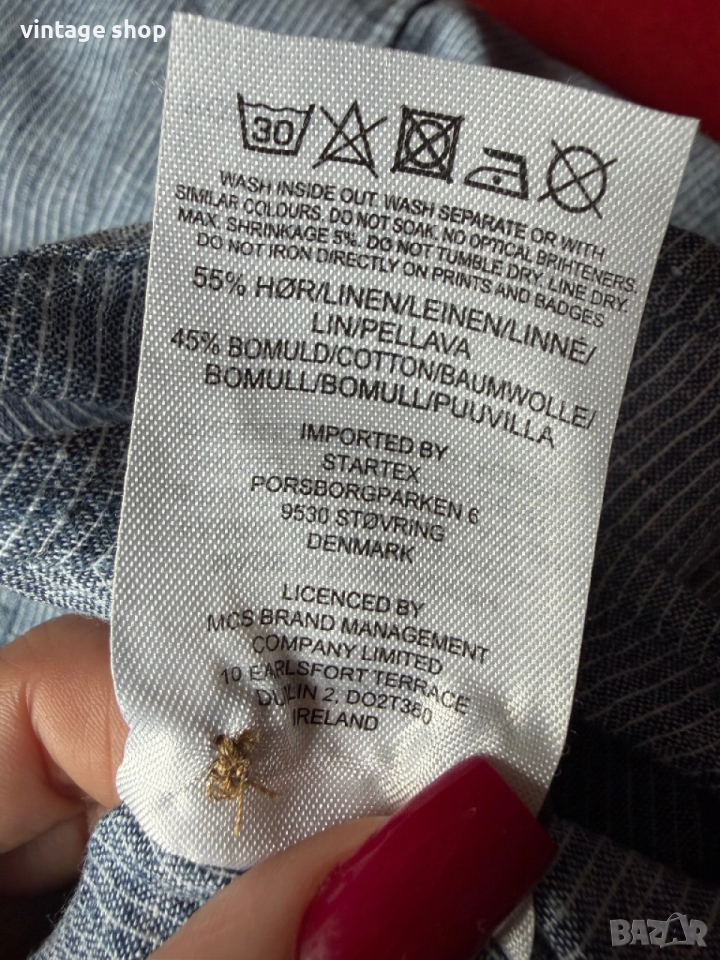 vintage shop
30
WASH INSIDE OUT. WASH SEPARATE OR WITH
SIMILAR COLOURS. DO NOT SOAK. NO OPTICAL BRIHTENERS.
MAX. SHRINKAGE 5%. DO NOT TUMBLE DRY. LINE DRY.
DO NOT IRON DIRECTLY ON PRINTS AND BADGES
55% HØR/LINEN/LEINEN/LINNE/
LIN/PELLAVA
45% BOMULD/COTTON/BAUMWOLLE/
BOMULL/BOMULL/PUUVILLA
IMPORTED BY
STARTEX
PORSBORGPARKEN 6
9530 STØVRING
DENMARK
LICENCED BY
MCS BRAND MANAGEMENT
COMPANY LIMITED
10 EARLSFORT TERRACE
DUBLIN 2, DO2T380
IRELAND
BAZAR